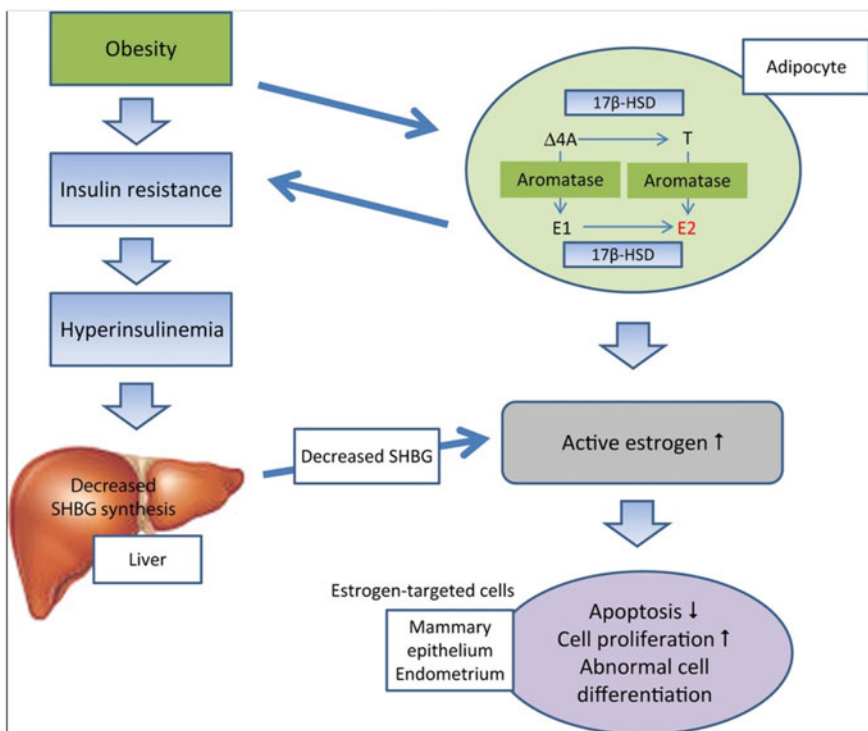 Obesity
Insulin resistance
Hyperinsulinemia
Decreased
SHBG synthesis
Liver
Decreased SHBG
Adipocyte
17β-HSD
Δ4A
T
Aromatase
Aromatase
E1
E2
17β-HSD
Active estrogen ↑
Estrogen-targeted cells
Mammary
epithelium
Endometrium
Apoptosis ↓
Cell proliferation ↑
Abnormal cell
differentiation